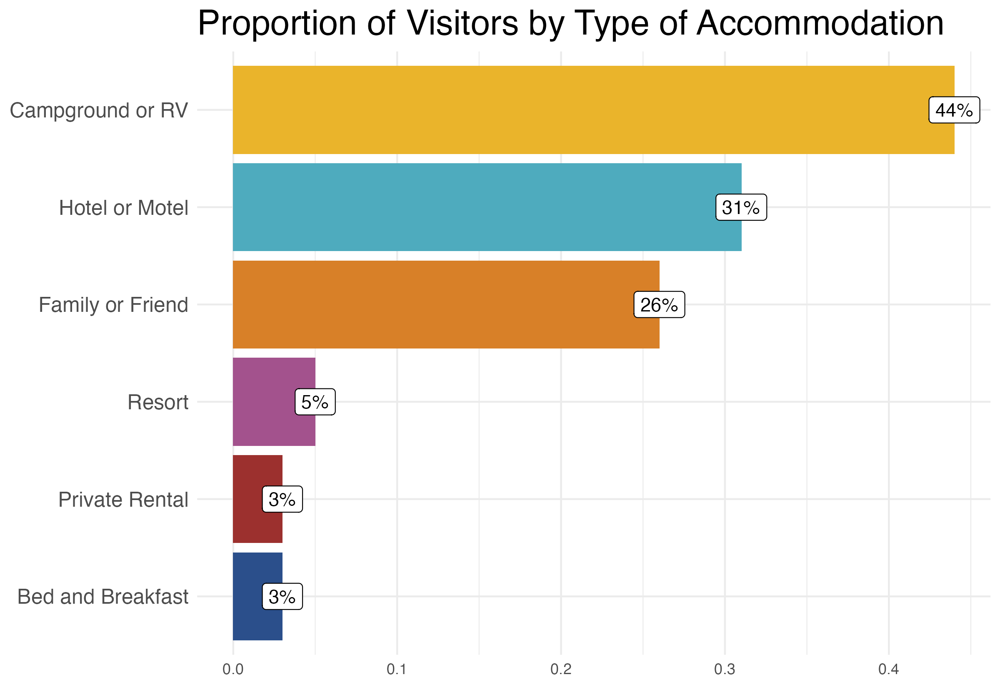 Proportion of Visitors by Type of Accommodation
Campground or RV
44%
Hotel or Motel
31%
Family or Friend
26%
Resort
5%
Private Rental
3%
Bed and Breakfast
3%
0.0 0.1 0.2 0.3 0.4